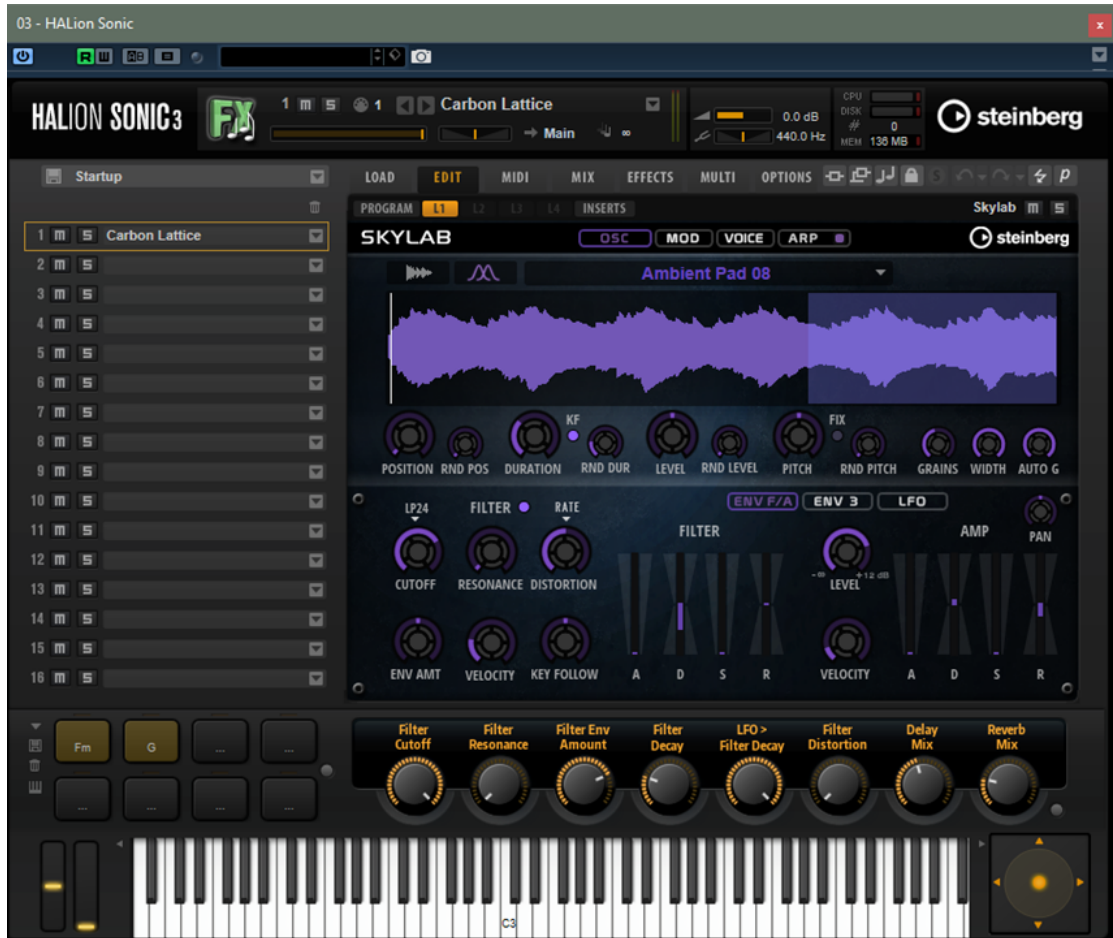 03 - HALion Sonic
x
R
HALION SONIC 3
FX
1 m S 1 Carbon Lattice
Main ∞
0.0 dB
440.0 Hz
CPU
DISK
# 0
MEM 136 MB
steinberg
Startup
LOAD EDIT MIDI MIX EFFECTS MULTI OPTIONS S P
PROGRAM L1 L2 L3 L4 INSERTS Skylab m S
SKYLAB OSC MOD VOICE ARP steinberg
Ambient Pad 08
1 m S Carbon Lattice
2 m S
3 m S
4 m S
5 m S
6 m S
7 m S
8 m S
9 m S
10 m S
11 m S
12 m S
13 m S
14 m S
15 m S
16 m S
KF FIX
POSITION RND POS DURATION RND DUR LEVEL RND LEVEL PITCH RND PITCH GRAINS WIDTH AUTO G
ENV F/A ENV 3 LFO
LP24 FILTER RATE
FILTER AMP PAN
CUTOFF RESONANCE DISTORTION
-∞ +12 dB
LEVEL
ENV AMT VELOCITY KEY FOLLOW A D S R VELOCITY A D S R
Fm G ... ...
... ... ... ...
Filter Cutoff
Filter Resonance
Filter Env Amount
Filter Decay
LFO > Filter Decay
Filter Distortion
Delay Mix
Reverb Mix
C3